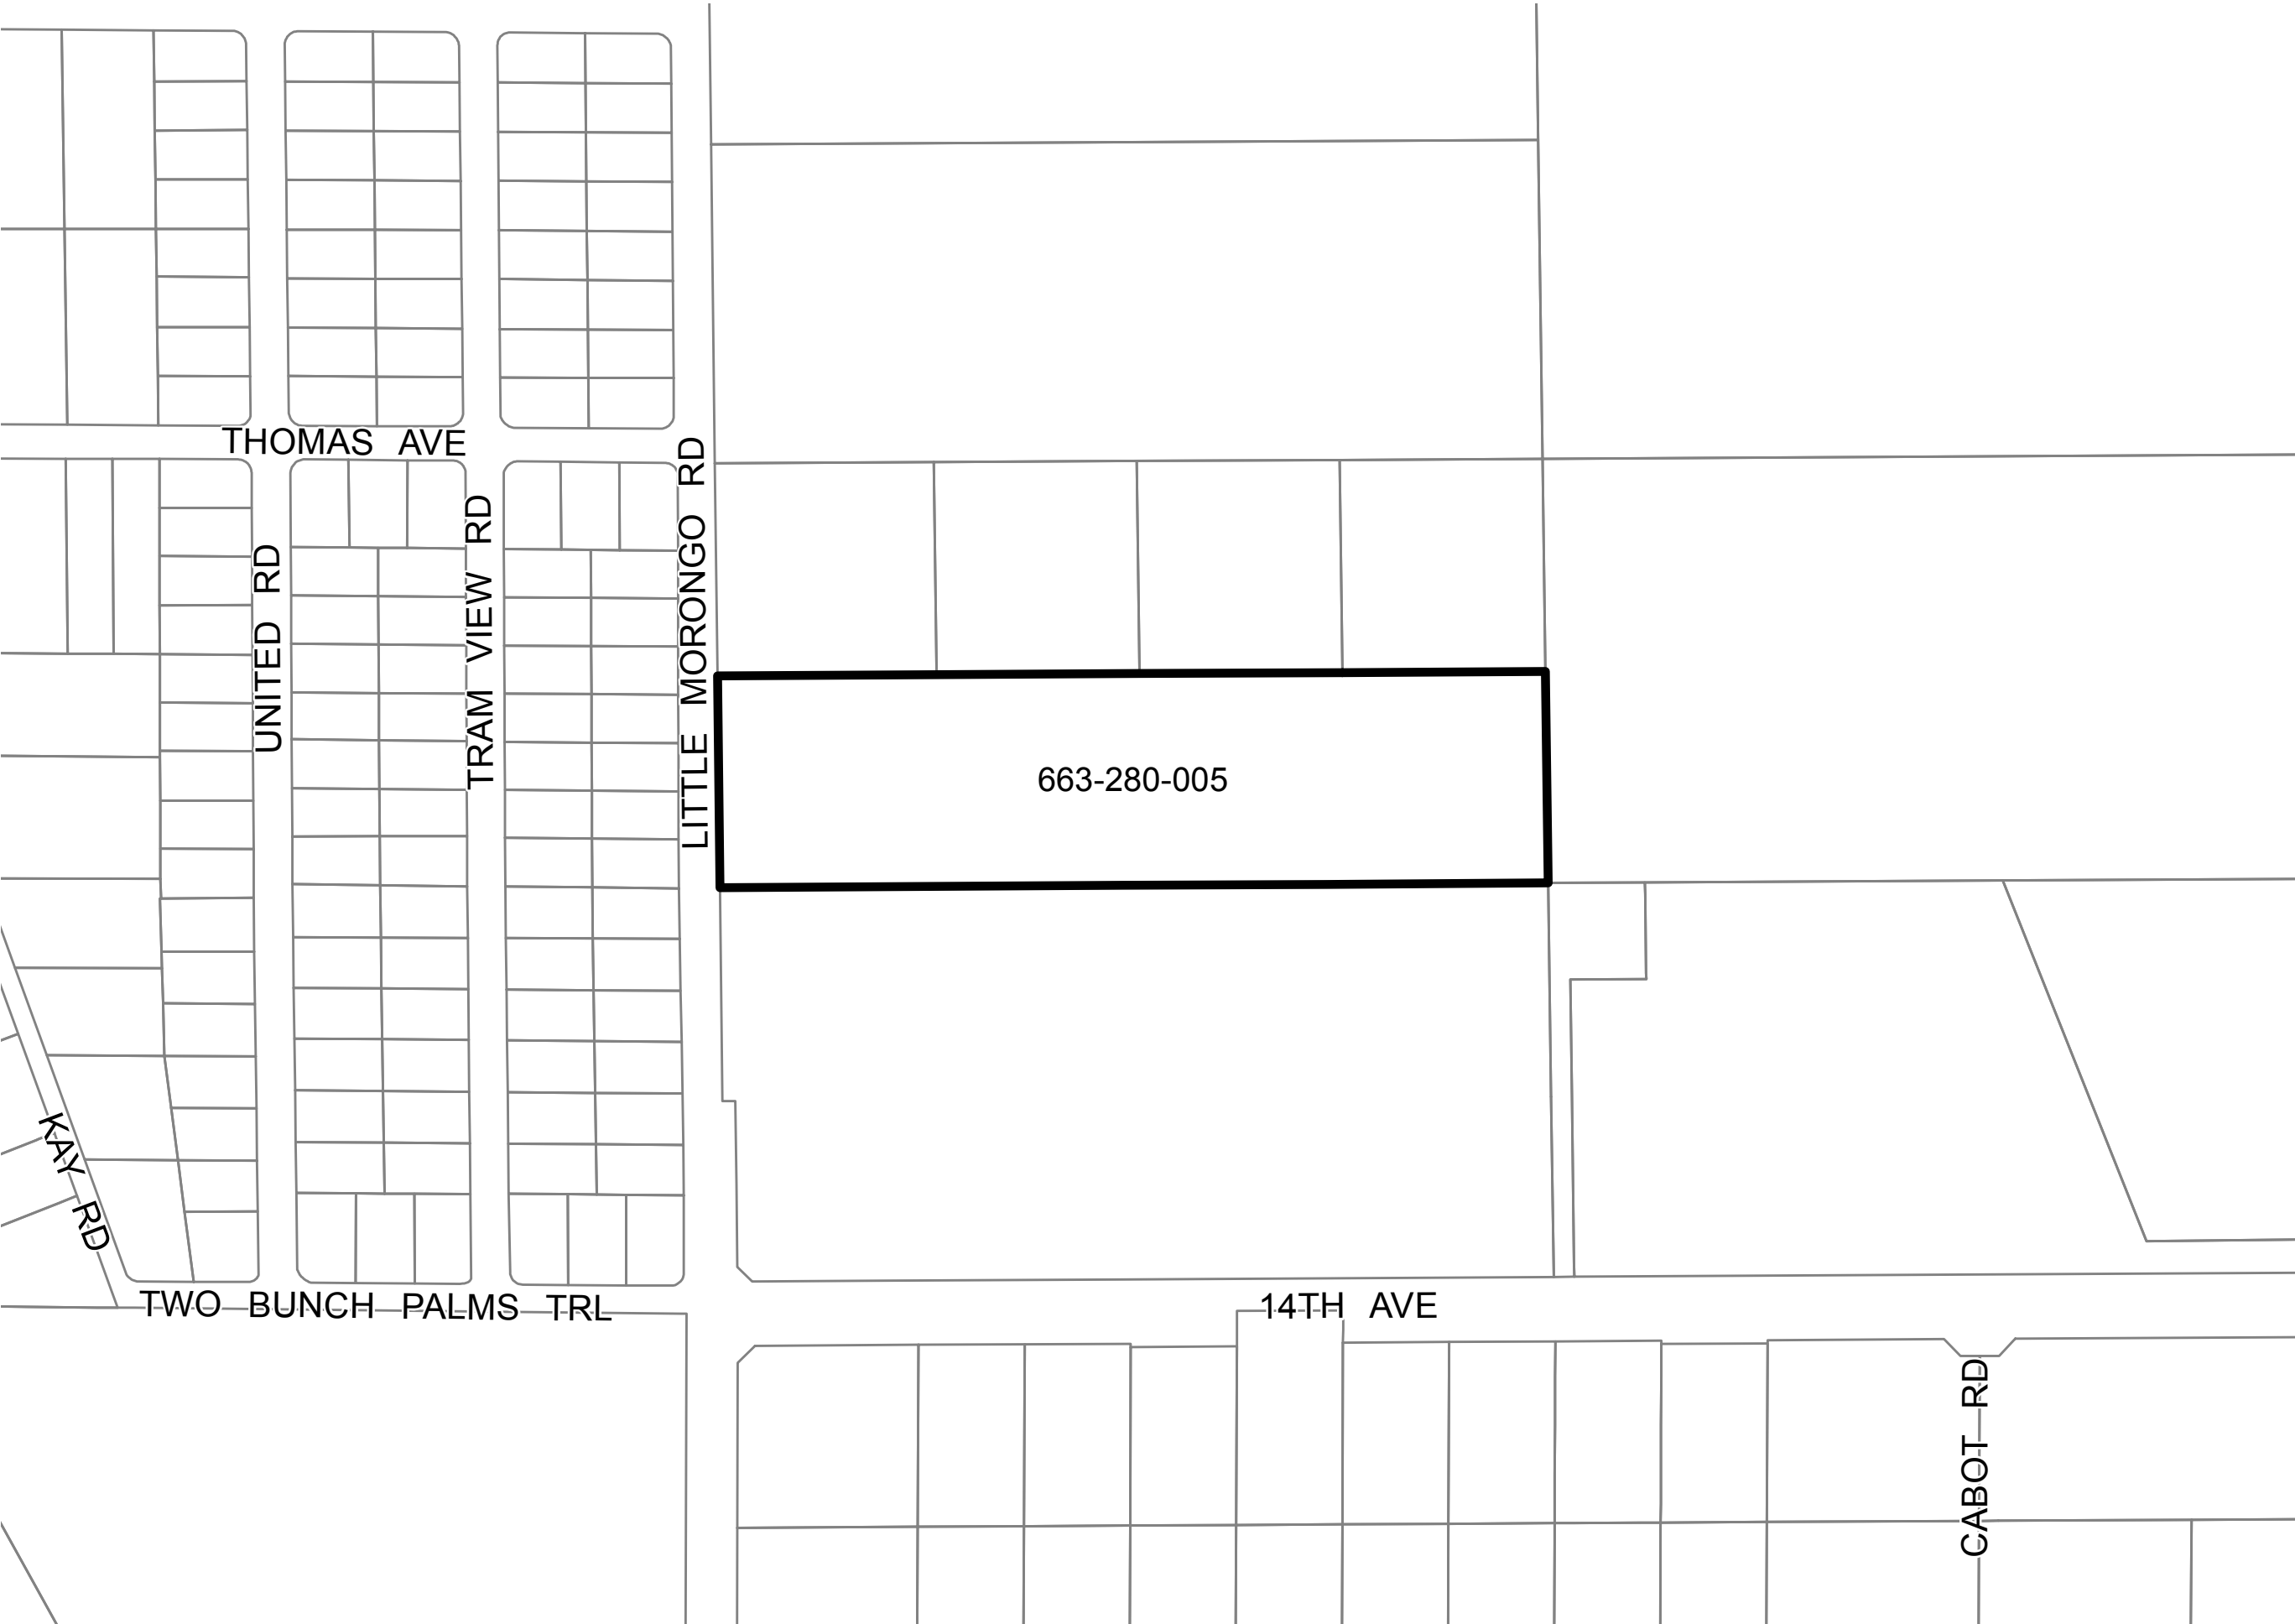 THOMAS AVE
UNITED RD
TRAM VIEW RD
LITTLE MORONGO RD
663-280-005
KAY RD
TWO BUNCH PALMS TRL
14TH AVE
CABOT RD